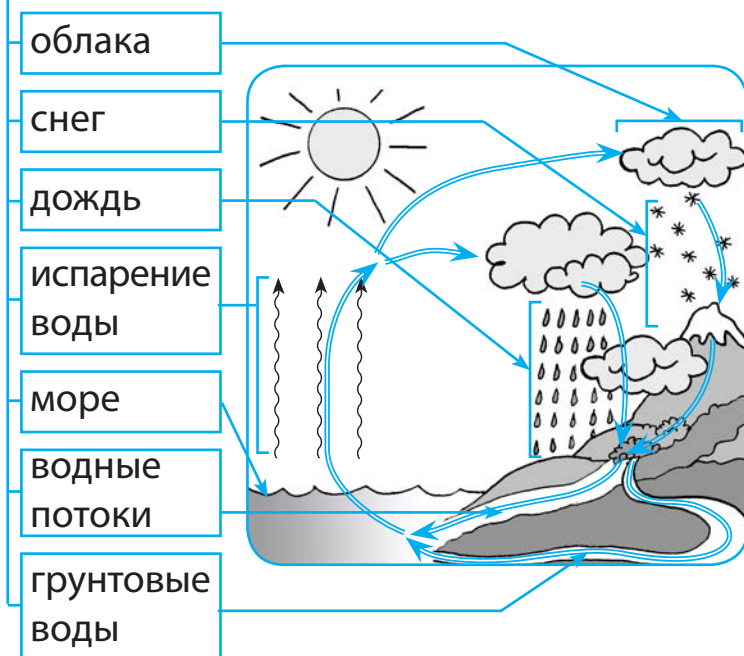 облака
снег
дождь
испарение
воды
море
водные
потоки
грунтовые
воды